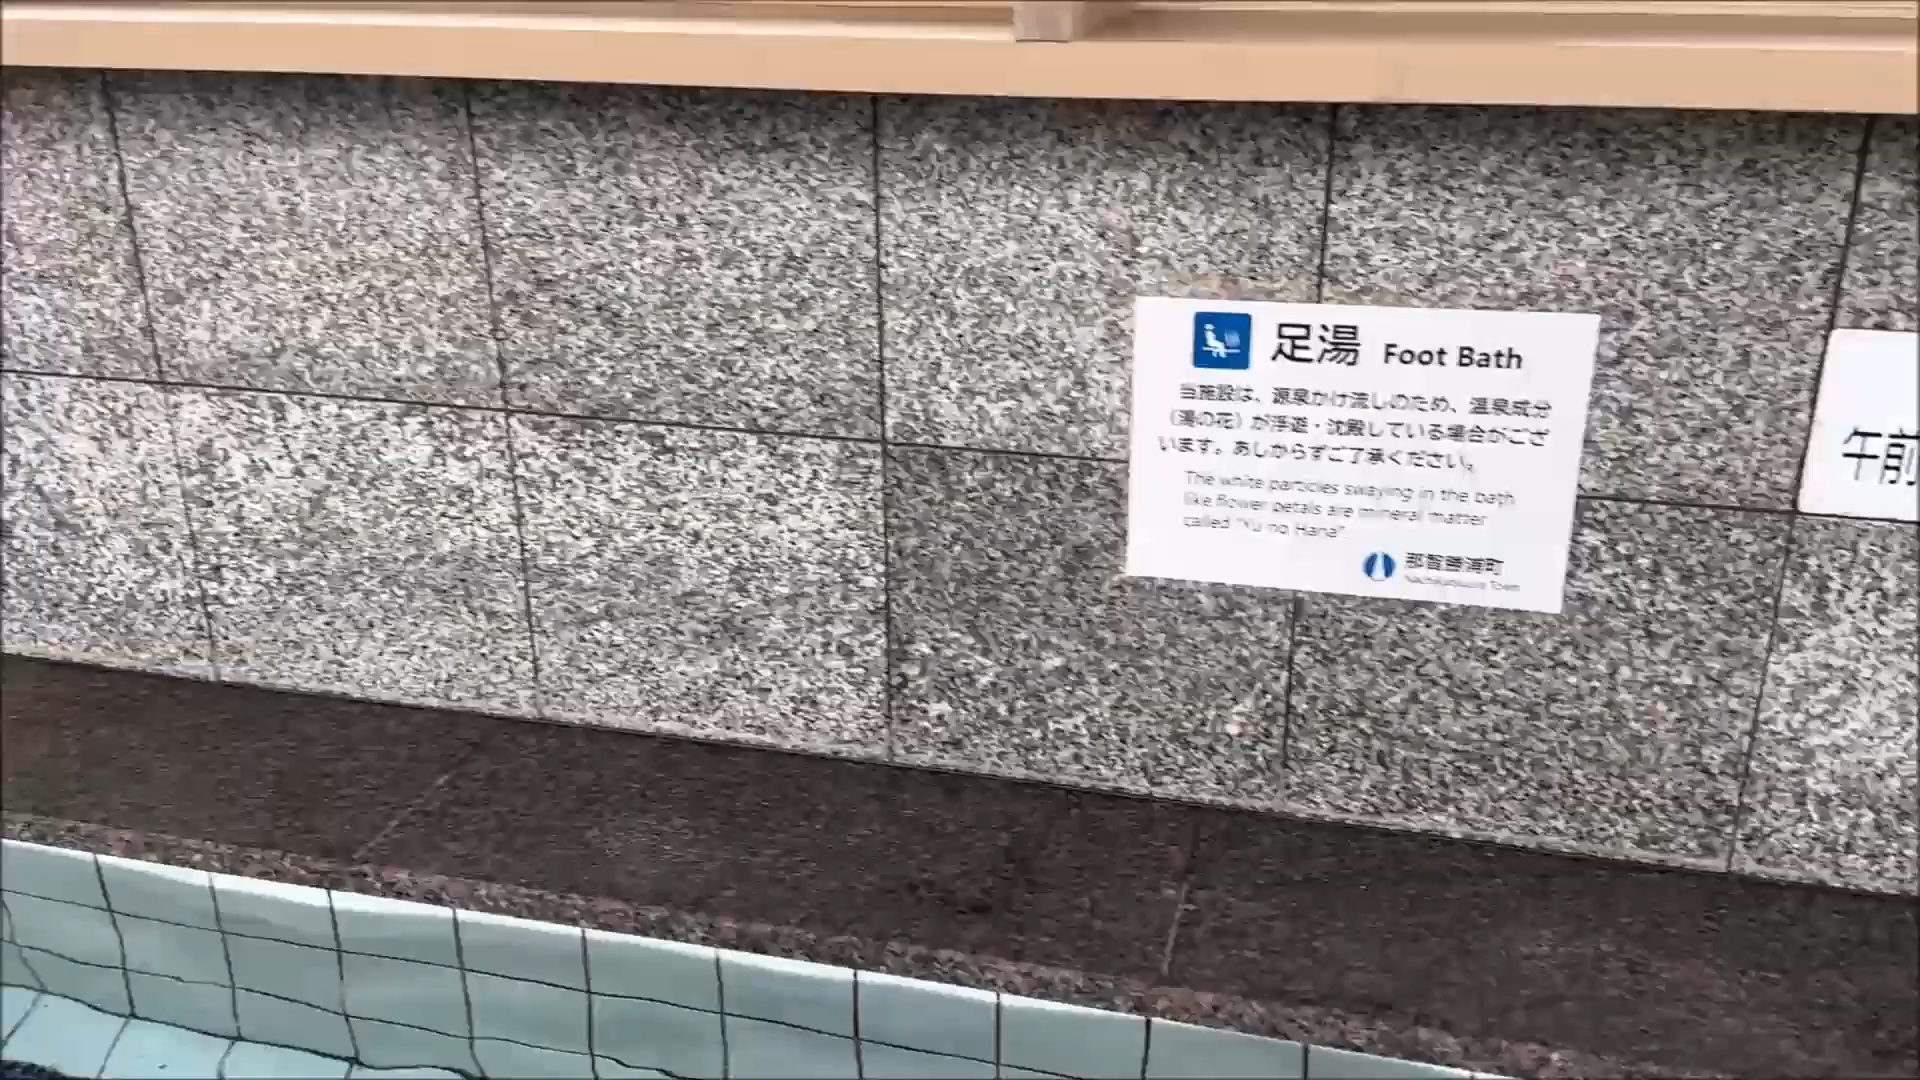 足湯 Foot Bath
当施設は、源泉かけ流しのため、温泉成分
（湯の花）が浮遊・沈殿している場合がござ
います。あしからずご了承ください。
The white particles swaying in the bath
like flower petals are mineral matter
called "Yu no Hana"
那智勝浦町
Nachikatsuura Town
午前